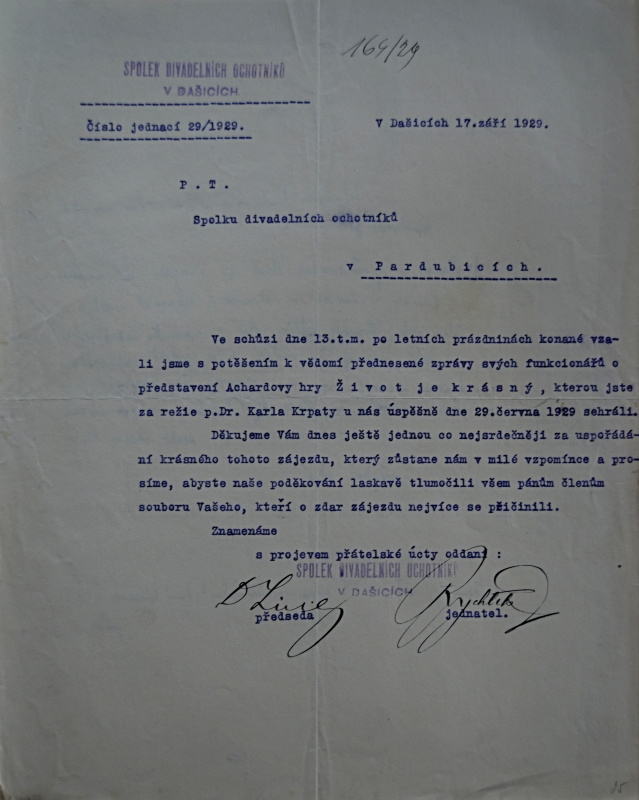 164/29
SPOLEK DIVADELNÍCH OCHOTNÍKŮ
V DAŠICÍCH
Číslo jednací 29/1929.
V Dašicích 17.září 1929.
P. T.
Spolku divadelních ochotníků
v Pardubicích.
Ve schůzi dne 13.t.m. po letních prázdninách konané vza-
li jsme s potěšením k vědomí přednesené zprávy svých funkcionářů o
představení Achardovy hry Život je krásný, kterou jste
za režie p.Dr. Karla Krpaty u nás úspěšně dne 29.června 1929 sehráli.
Děkujeme Vám dnes ještě jednou co nejsrdečněji za uspořádá-
ní krásného tohoto zájezdu, který zůstane nám v milé vzpomínce a pro-
síme, abyste naše poděkování laskavě tlumočili všem pánům členům
souboru Vašeho, kteří o zdar zájezdu nejvíce se přičinili.
Znamenáme
s projevem přátelské úcty oddaní :
SPOLEK DIVADELNÍCH OCHOTNÍKŮ
V DAŠICÍCH
předseda jednatel.